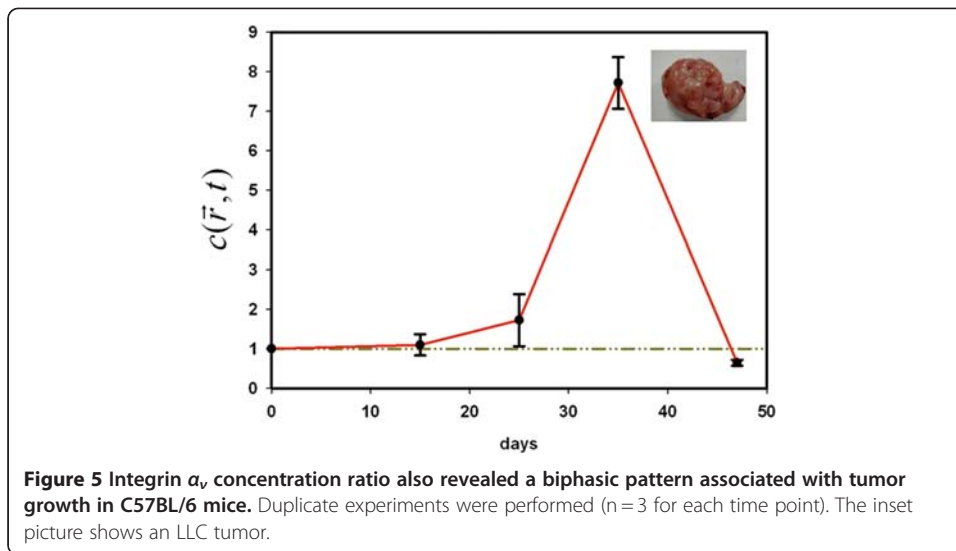 9
8
7
6
5
4
3
2
1
0
c(r⃗,t)
0 10 20 30 40 50
days
Figure 5 Integrin αv concentration ratio also revealed a biphasic pattern associated with tumor
growth in C57BL/6 mice. Duplicate experiments were performed (n = 3 for each time point). The inset
picture shows an LLC tumor.